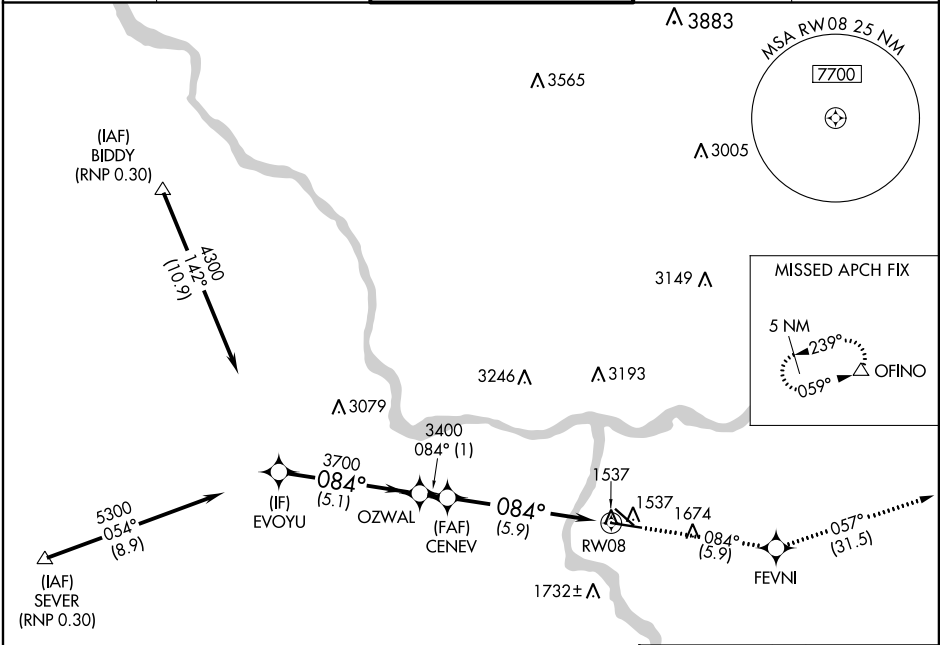 3883
MSA RW08 25 NM
7700
3565
3005
(IAF)
BIDDY
(RNP 0.30)
4300
142°
(10.9)
3149
MISSED APCH FIX
5 NM
239°
059°
OFINO
3246
3193
3079
3400
084° (1)
3700
084°
(5.1)
(IF)
EVOYU
OZWAL
(FAF)
CENEV
084°
(5.9)
1537
1537
1674
RW08
084°
(5.9)
057°
(31.5)
FEVNI
5300
054°
(8.9)
(IAF)
SEVER
(RNP 0.30)
1732±